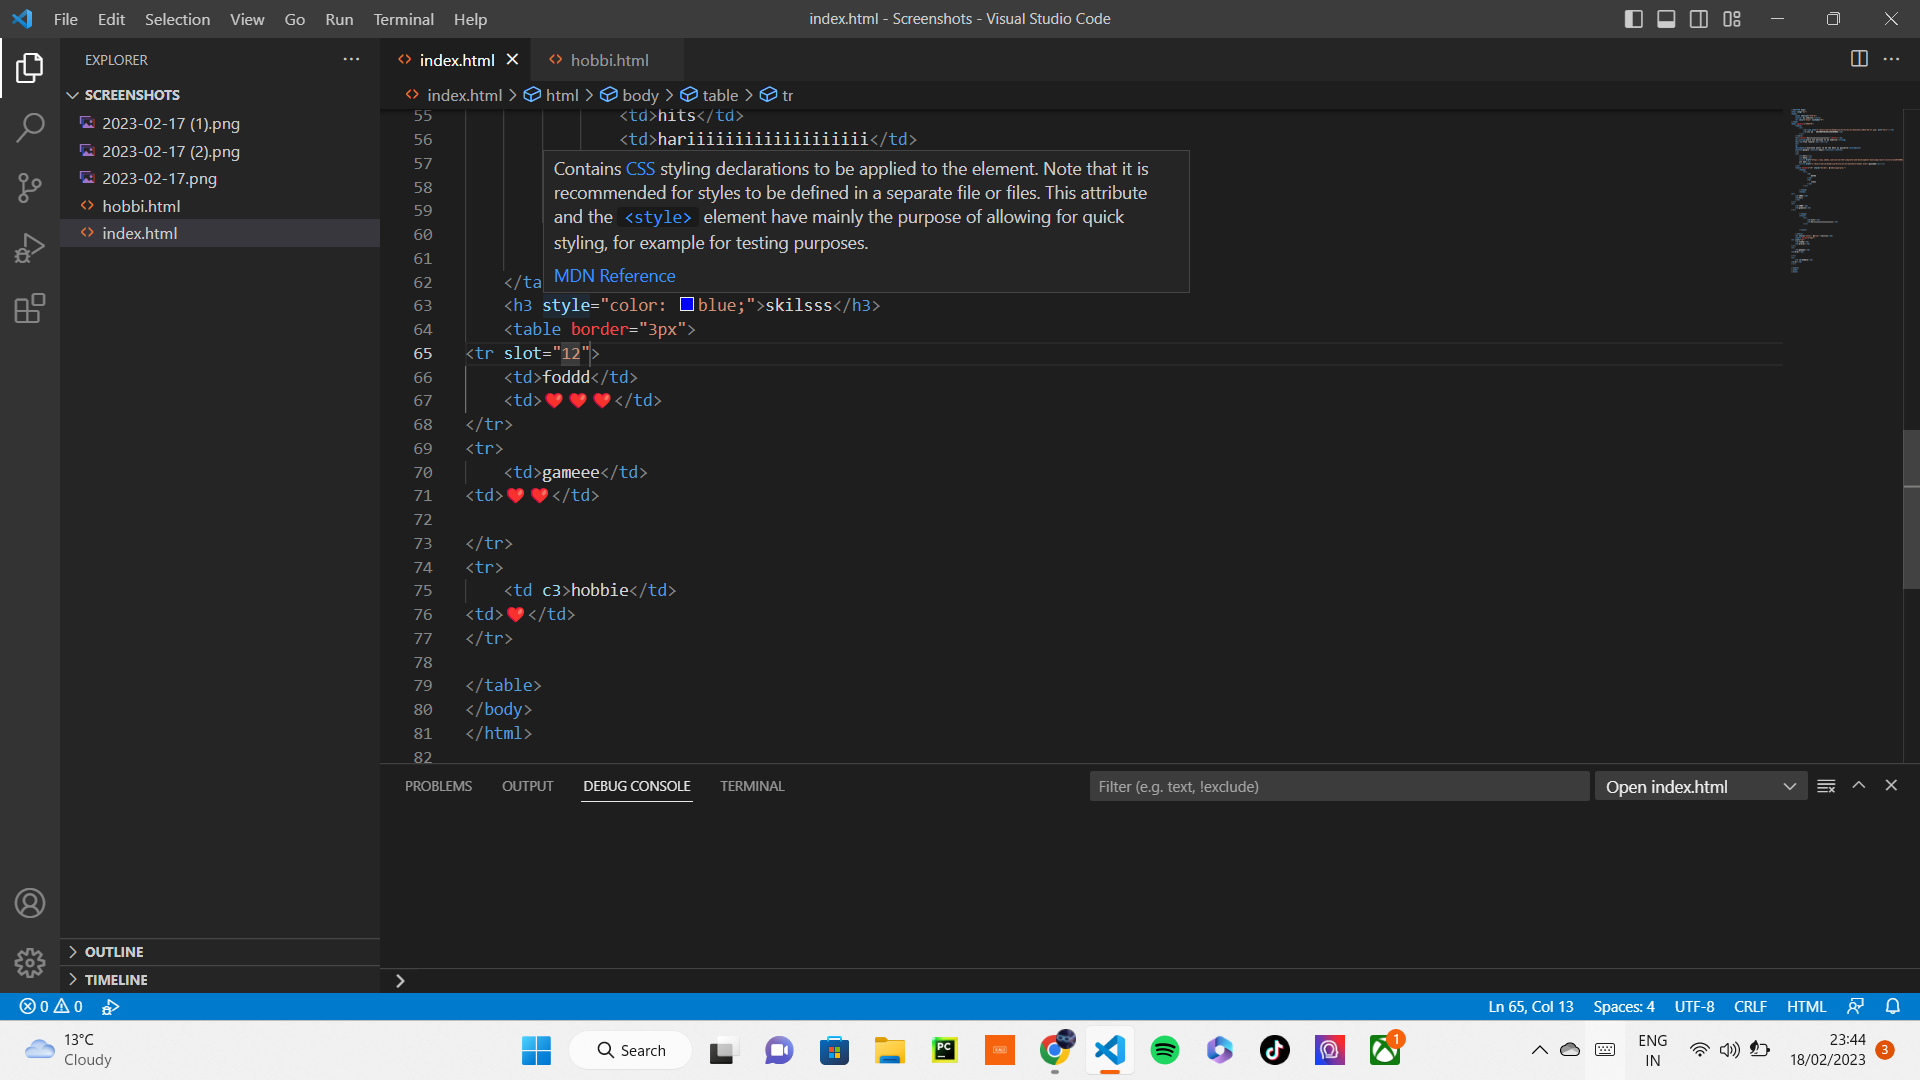 File Edit Selection View Go Run Terminal Help
index.html - Screenshots - Visual Studio Code
EXPLORER
SCREENSHOTS
2023-02-17 (1).png
2023-02-17 (2).png
2023-02-17.png
hobbi.html
index.html
OUTLINE
TIMELINE
index.html hobbi.html
index.html > html > body > table > tr
55 <td>hits</td>
56 <td>hariiiiiiiiiiiiiiiiiii</td>
57
58
59
60
61
62 </ta
Contains CSS styling declarations to be applied to the element. Note that it is
recommended for styles to be defined in a separate file or files. This attribute
and the <style> element have mainly the purpose of allowing for quick
styling, for example for testing purposes.
MDN Reference
63 <h3 style="color: blue;">skilsss</h3>
64 <table border="3px">
65 <tr slot="12">
66 <td>foddd</td>
67 <td>❤️❤️❤️</td>
68 </tr>
69 <tr>
70 <td>gameee</td>
71 <td>❤️❤️</td>
72
73 </tr>
74 <tr>
75 <td c3>hobbie</td>
76 <td>❤️</td>
77 </tr>
78
79 </table>
80 </body>
81 </html>
82
PROBLEMS OUTPUT DEBUG CONSOLE TERMINAL
Filter (e.g. text, !exclude)
Open index.html
0 0
Ln 65, Col 13 Spaces: 4 UTF-8 CRLF HTML
13°C
Cloudy
Search
PC
1
ENG
IN
23:44
18/02/2023
3